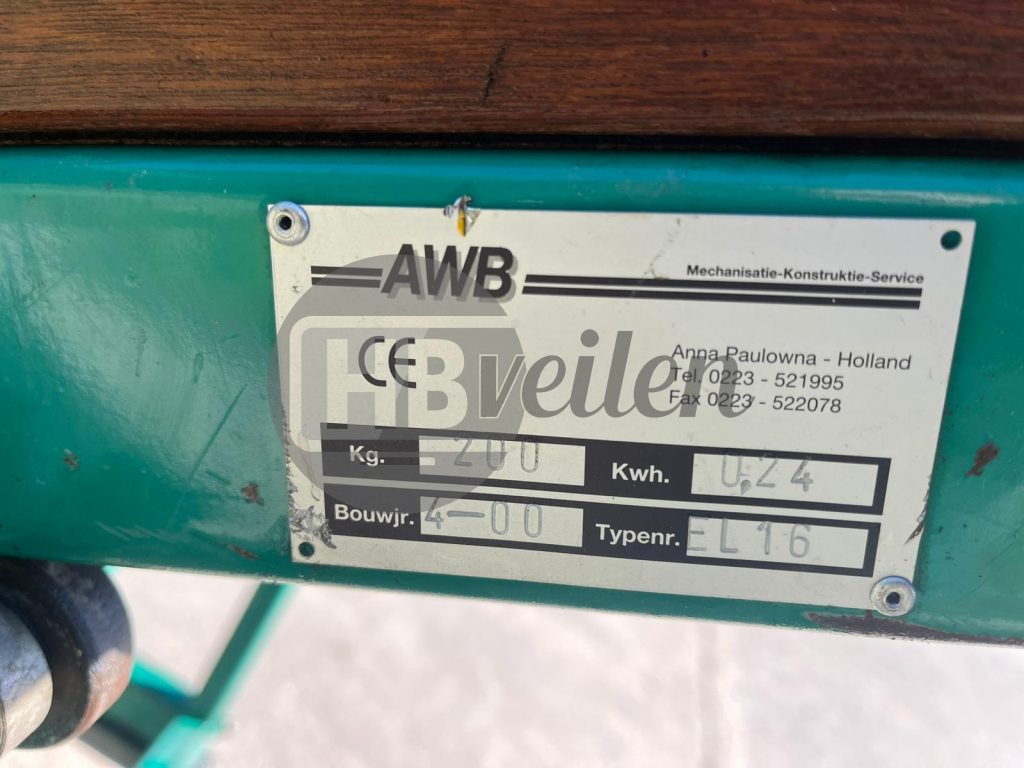 AWB
Mechanisatie-Konstruktie-Service
CE
Anna Paulowna - Holland
Tel. 0223 - 521995
Fax 0223 - 522078
HBveilen
Kg. 200 Kwh. 0,24
Bouwjr. 4-00 Typenr. EL16